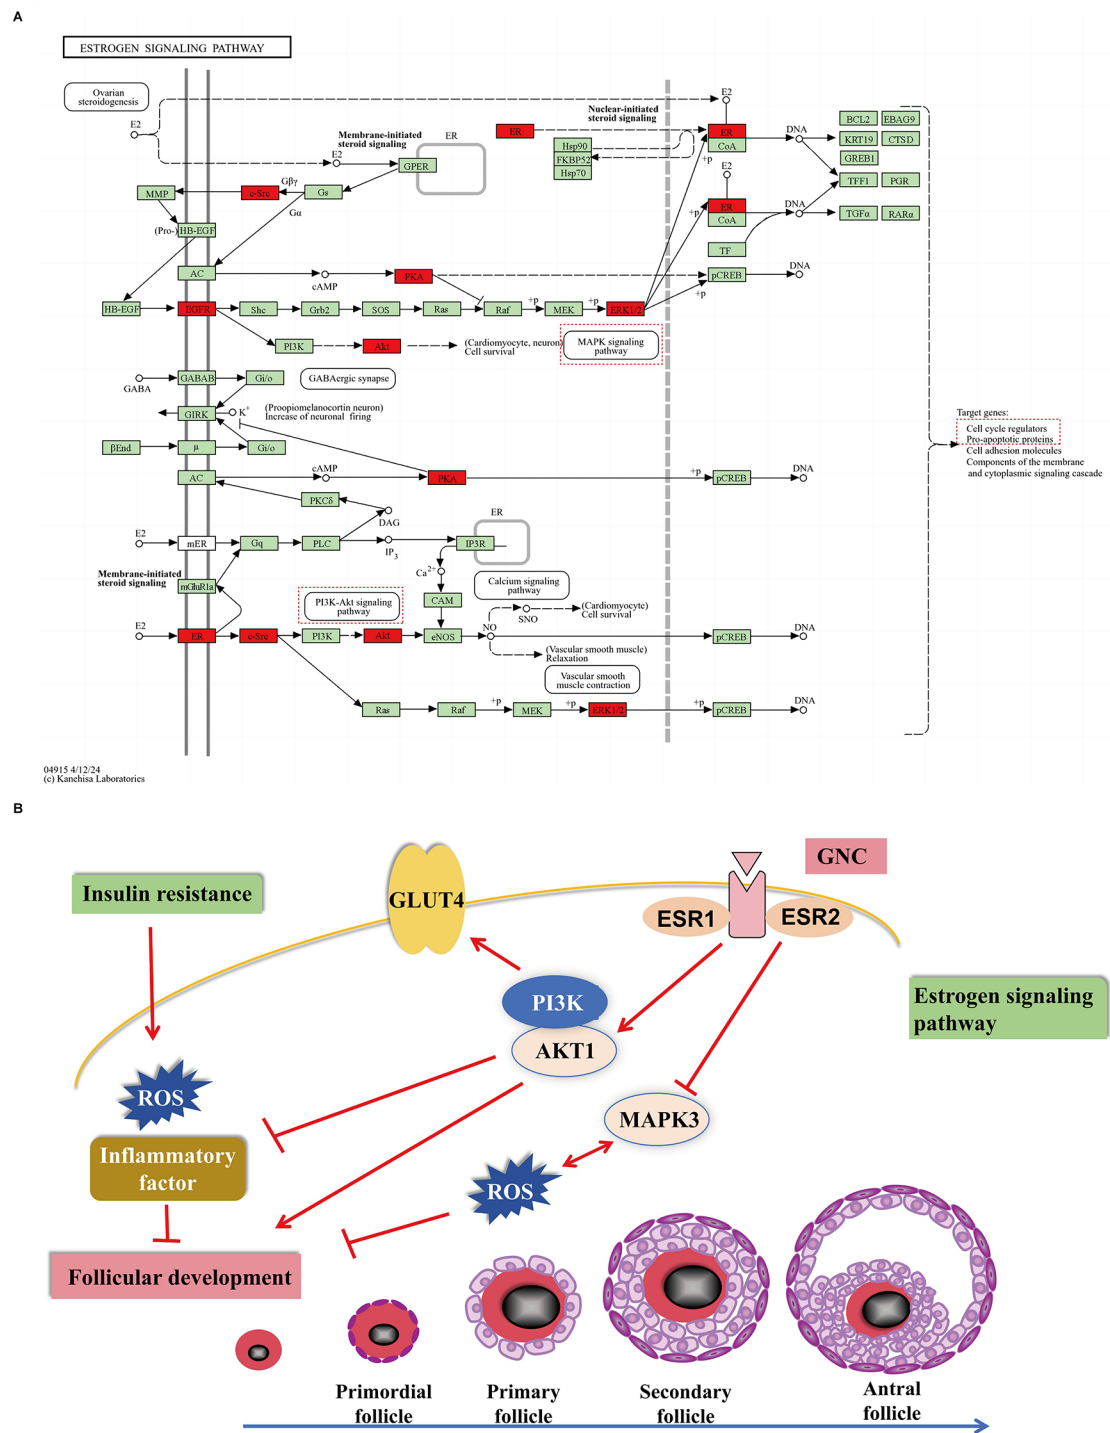 A
ESTROGEN SIGNALING PATHWAY
Ovarian
steroidogenesis
E2
E2
Nuclear-initiated
steroid signaling
Membrane-initiated
steroid signaling
ER
ER
Hsp90
FKBP52
Hsp70
ER
CoA
+p
DNA
BCL2
EBAG9
KRT19
CTSD
GREB1
TFF1
PGR
TGFα
RARα
E2
GPER
E2
ER
CoA
+p
DNA
TF
MMP
c-Src
Gβγ
Gs
Gα
(Pro-)
HB-EGF
AC
cAMP
PKA
pCREB
DNA
+p
HB-EGF
EGFR
Shc
Grb2
SOS
Ras
Raf
+p
MEK
+p
ERK1/2
PI3K
Akt
(Cardiomyocyte, neuron)
Cell survival
MAPK signaling
pathway
GABA
GABAB
Gi/o
GABAergic synapse
GIRK
K+
(Propiomelanocortin neuron)
Increase of neuronal firing
βEnd
μ
Gi/o
Target genes:
Cell cycle regulators
Pro-apoptotic proteins
Cell adhesion molecules
Components of the membrane
and cytoplasmic signaling cascade
AC
cAMP
PKA
+p
pCREB
DNA
PKCδ
DAG
ER
E2
mER
Gq
PLC
IP3
IP3R
Membrane-initiated
steroid signaling
mGluR1a
Ca2+
CAM
Calcium signaling
pathway
PI3K-Akt signaling
pathway
SNO
(Cardiomyocyte)
Cell survival
E2
ER
c-Src
PI3K
Akt
eNOS
NO
pCREB
DNA
(Vascular smooth muscle)
Relaxation
Vascular smooth
muscle contraction
Ras
Raf
+p
MEK
+p
ERK1/2
+p
pCREB
DNA
04915 4/12/24
(c) Kanehisa Laboratories
B
GNC
Insulin resistance
GLUT4
ESR1
ESR2
PI3K
Estrogen signaling
pathway
AKT1
ROS
MAPK3
Inflammatory
factor
ROS
Follicular development
Primordial
follicle
Primary
follicle
Secondary
follicle
Antral
follicle